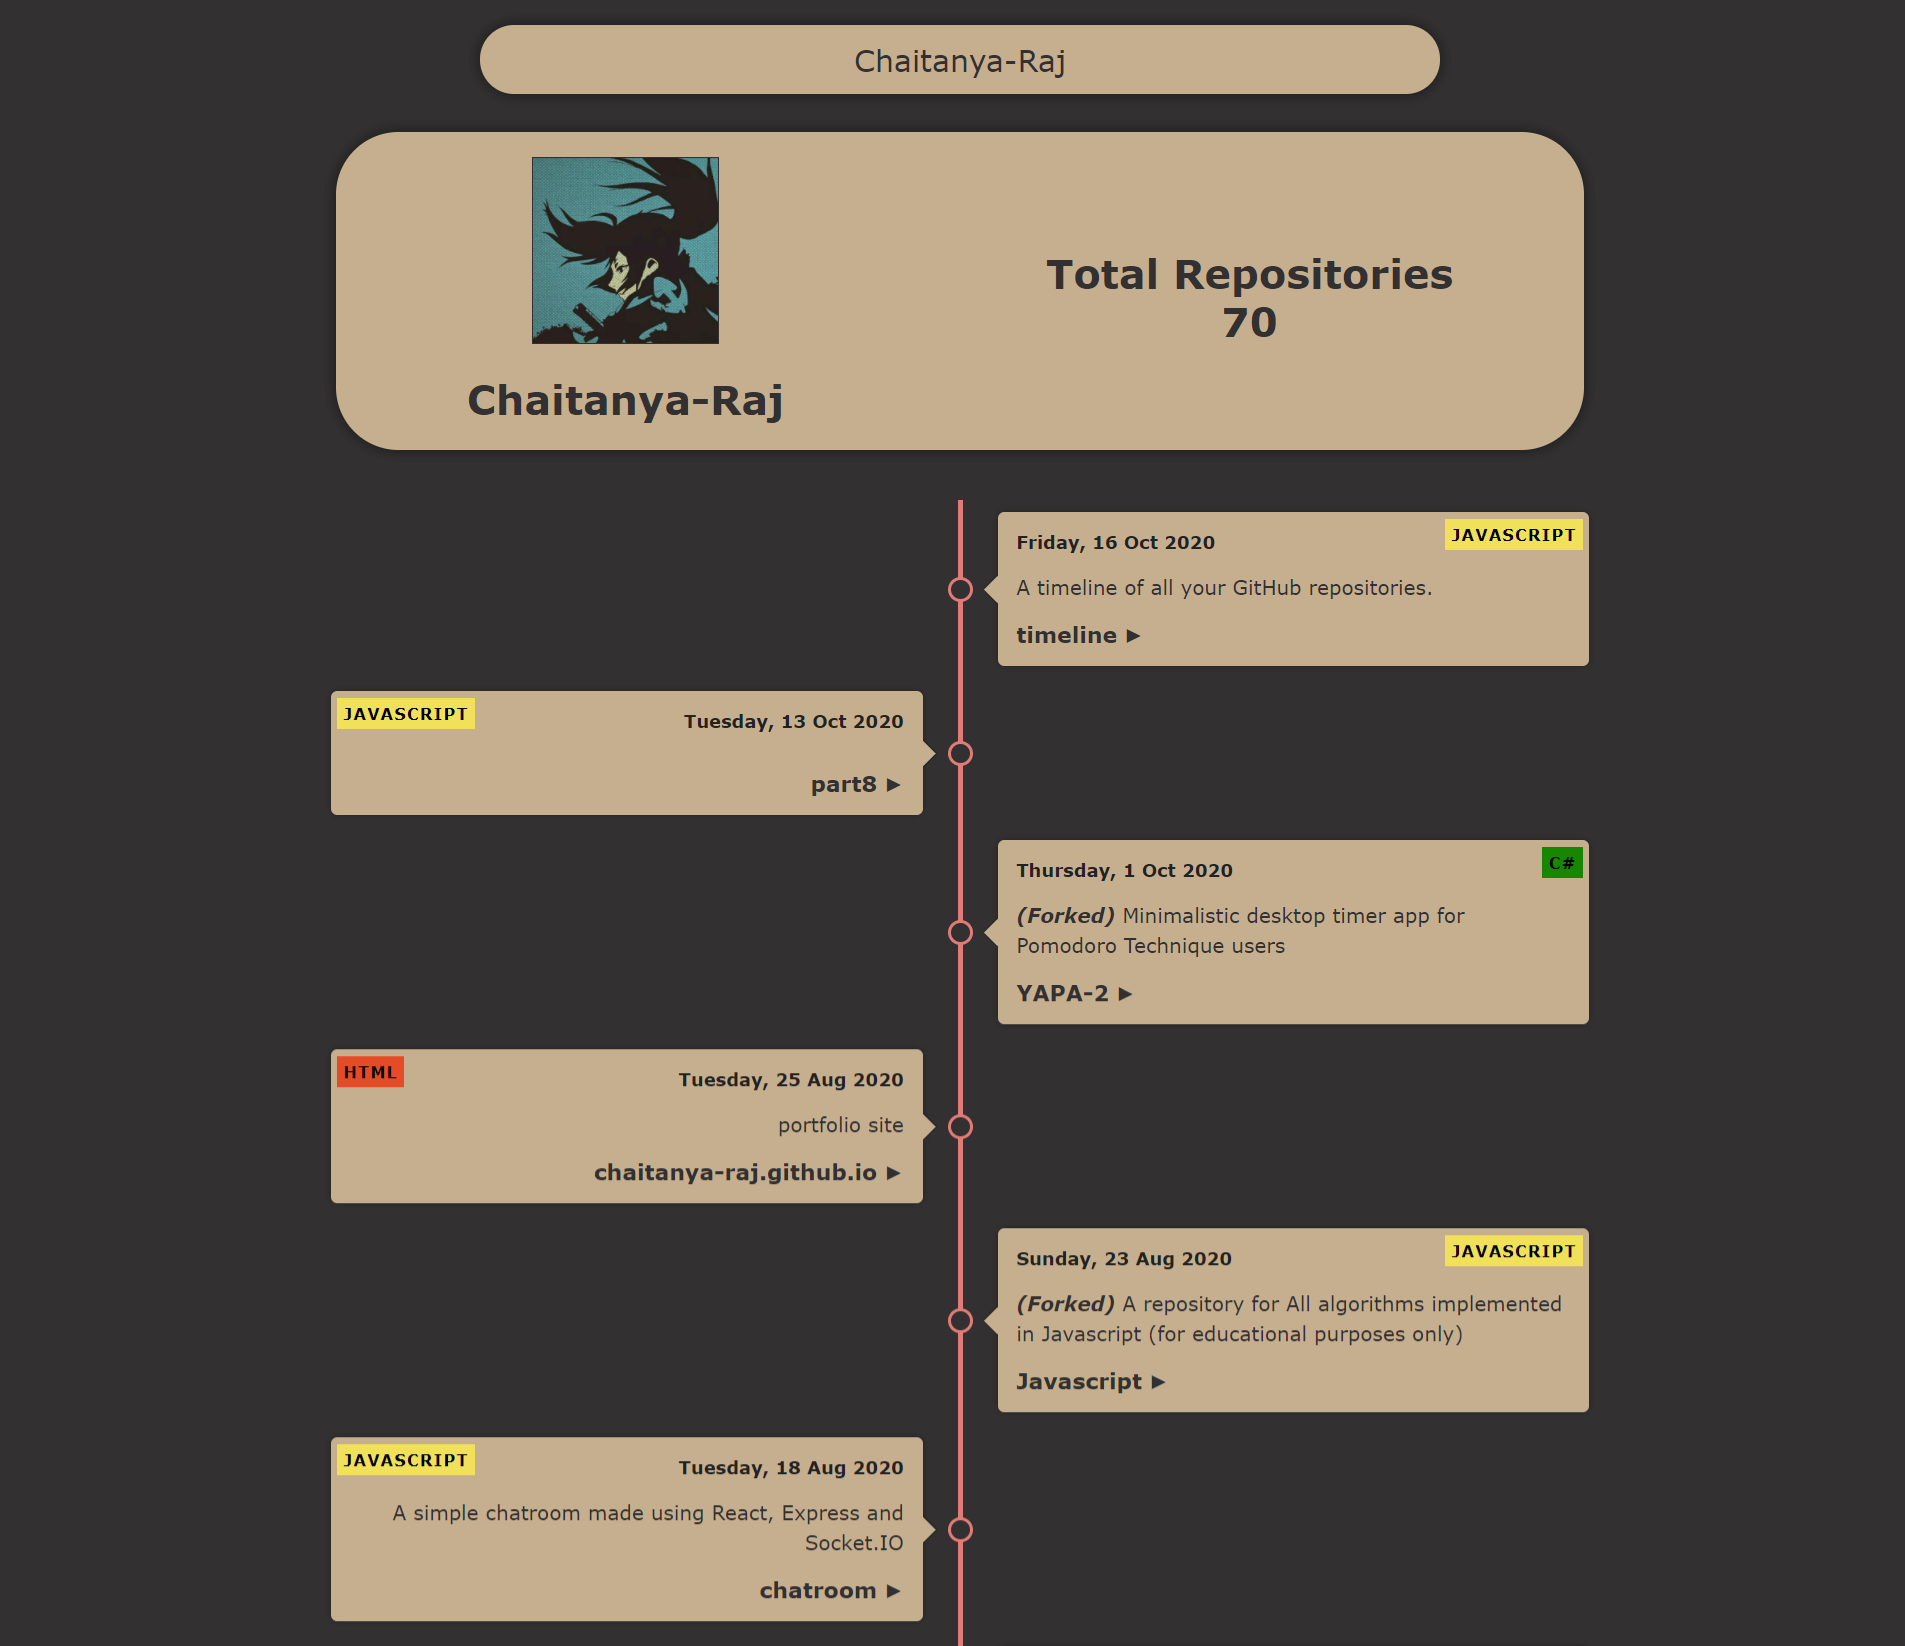 Chaitanya-Raj
Chaitanya-Raj
Total Repositories
70
JAVASCRIPT
Friday, 16 Oct 2020
A timeline of all your GitHub repositories.
timeline ▶
JAVASCRIPT
Tuesday, 13 Oct 2020
part8 ▶
C#
Thursday, 1 Oct 2020
(Forked) Minimalistic desktop timer app for
Pomodoro Technique users
YAPA-2 ▶
HTML
Tuesday, 25 Aug 2020
portfolio site
chaitanya-raj.github.io ▶
JAVASCRIPT
Sunday, 23 Aug 2020
(Forked) A repository for All algorithms implemented
in Javascript (for educational purposes only)
Javascript ▶
JAVASCRIPT
Tuesday, 18 Aug 2020
A simple chatroom made using React, Express and
Socket.IO
chatroom ▶